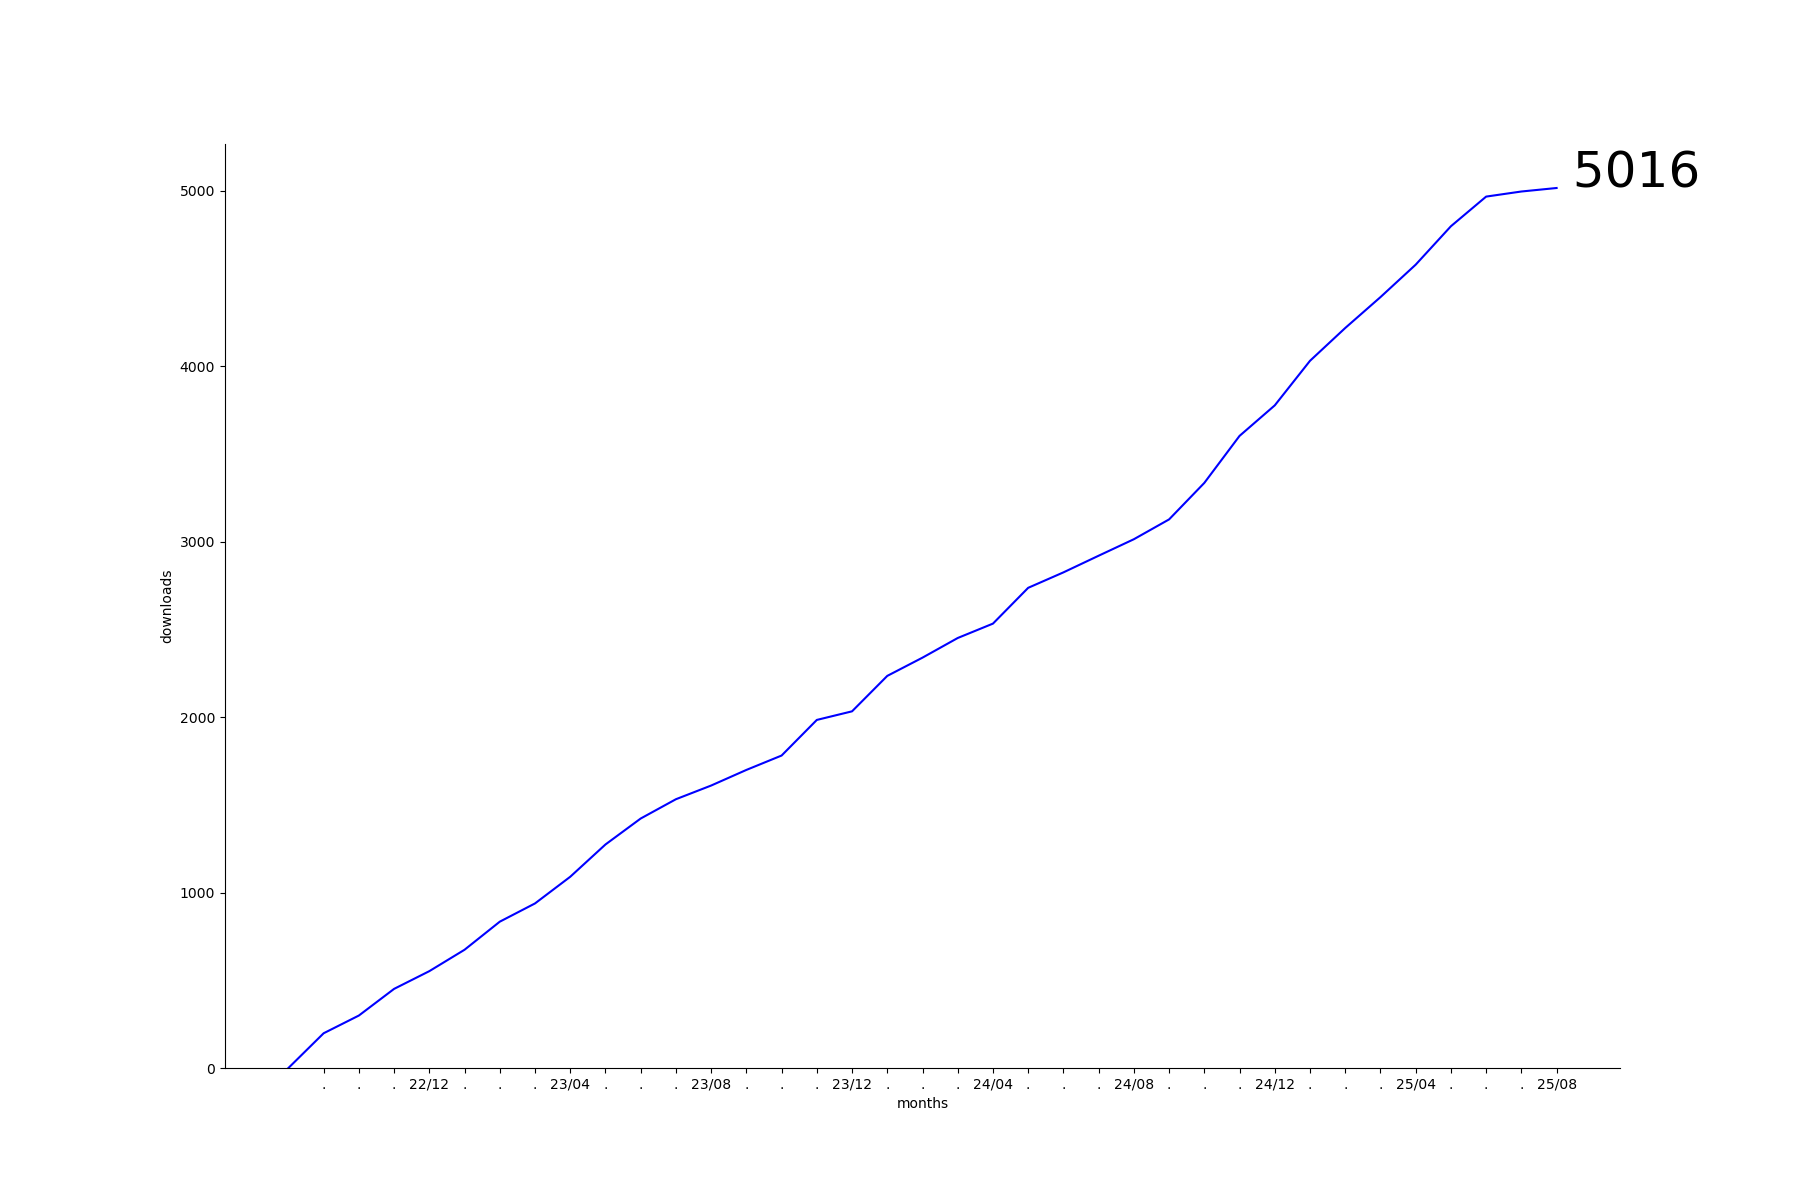 5016
5000
4000
3000
2000
1000
0
downloads
. . . 22/12 . . . 23/04 . . . 23/08 . . . 23/12 . . . 24/04 . . . 24/08 . . . 24/12 . . . 25/04 . . . 25/08
months